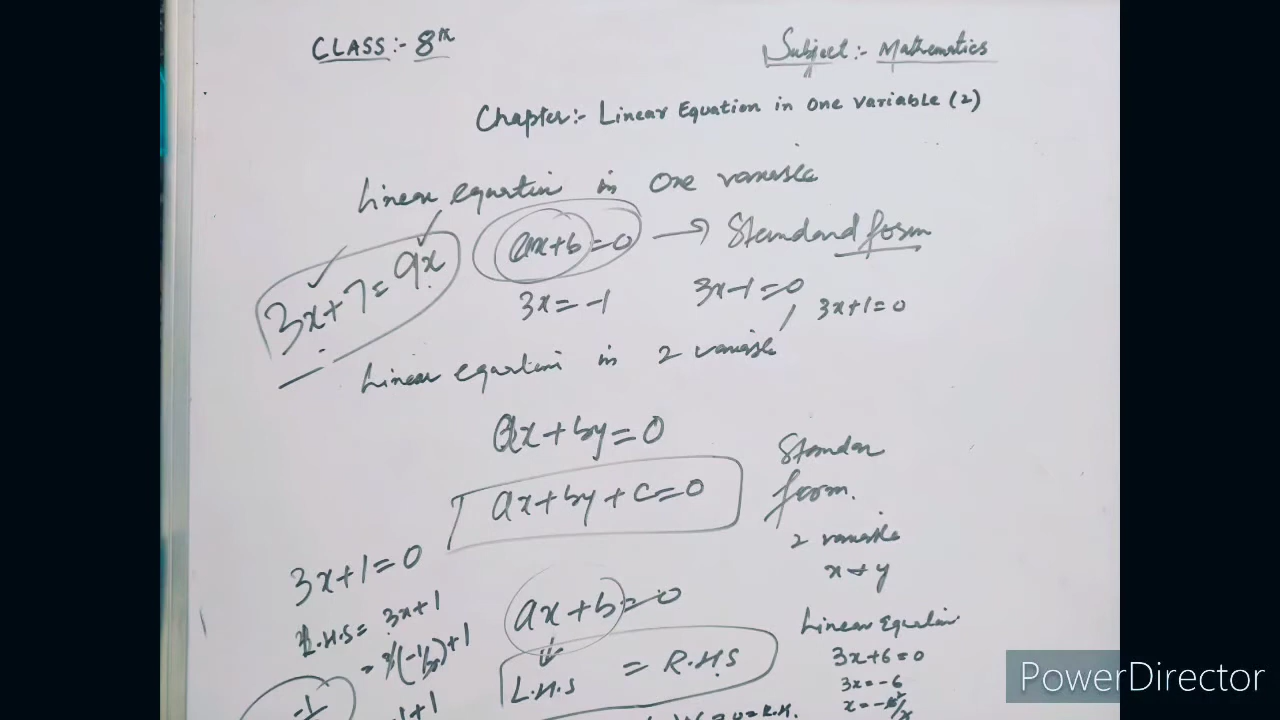 CLASS:- 8th
Subject:- Mathematics
Chapter:- Linear Equation in One Variable (2)
Linear equation in One variable
ax+b=0 → Standard form
3x+7=9x
3x=-1
3x-1=0
3x+1=0
Linear equation in 2 variable
ax+by=0
ax+by+c=0
Standar
form.
2 variable
x y
3x+1=0
L.H.S= 3x+1
ax+b=0
L.H.S = R.H.S
Linear Equation
3x+6=0
3x=-6
PowerDirector